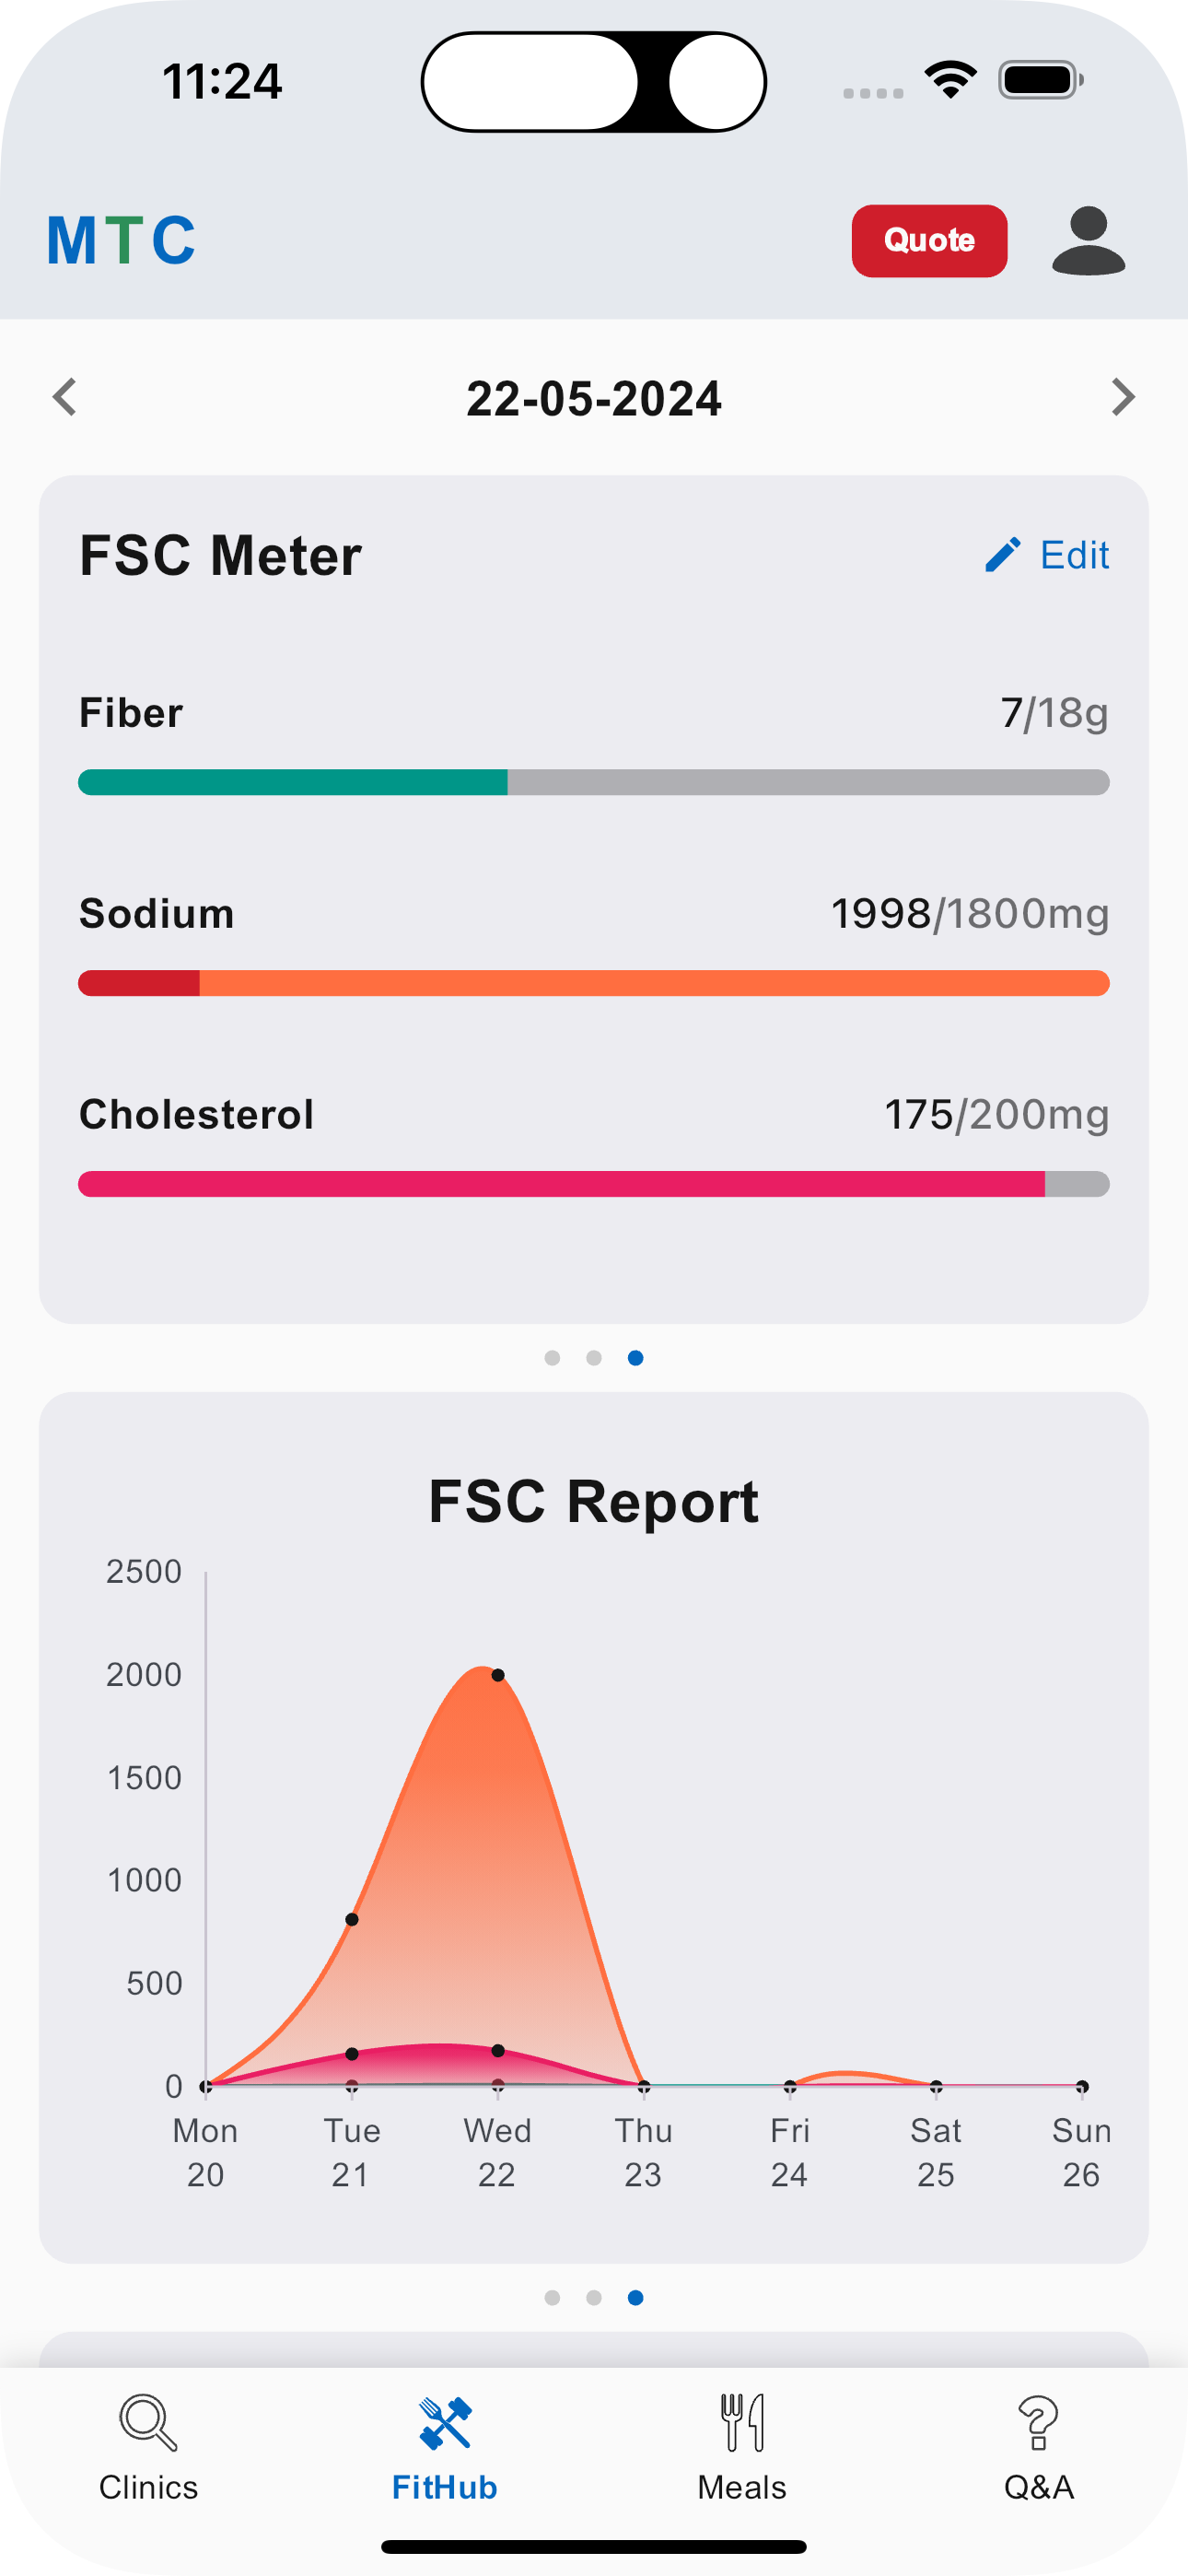 11:24
MTC
Quote
22-05-2024
FSC Meter
Edit
Fiber 7/18g
Sodium 1998/1800mg
Cholesterol 175/200mg
FSC Report
2500
2000
1500
1000
500
0
Mon Tue Wed Thu Fri Sat Sun
20 21 22 23 24 25 26
Clinics FitHub Meals Q&A